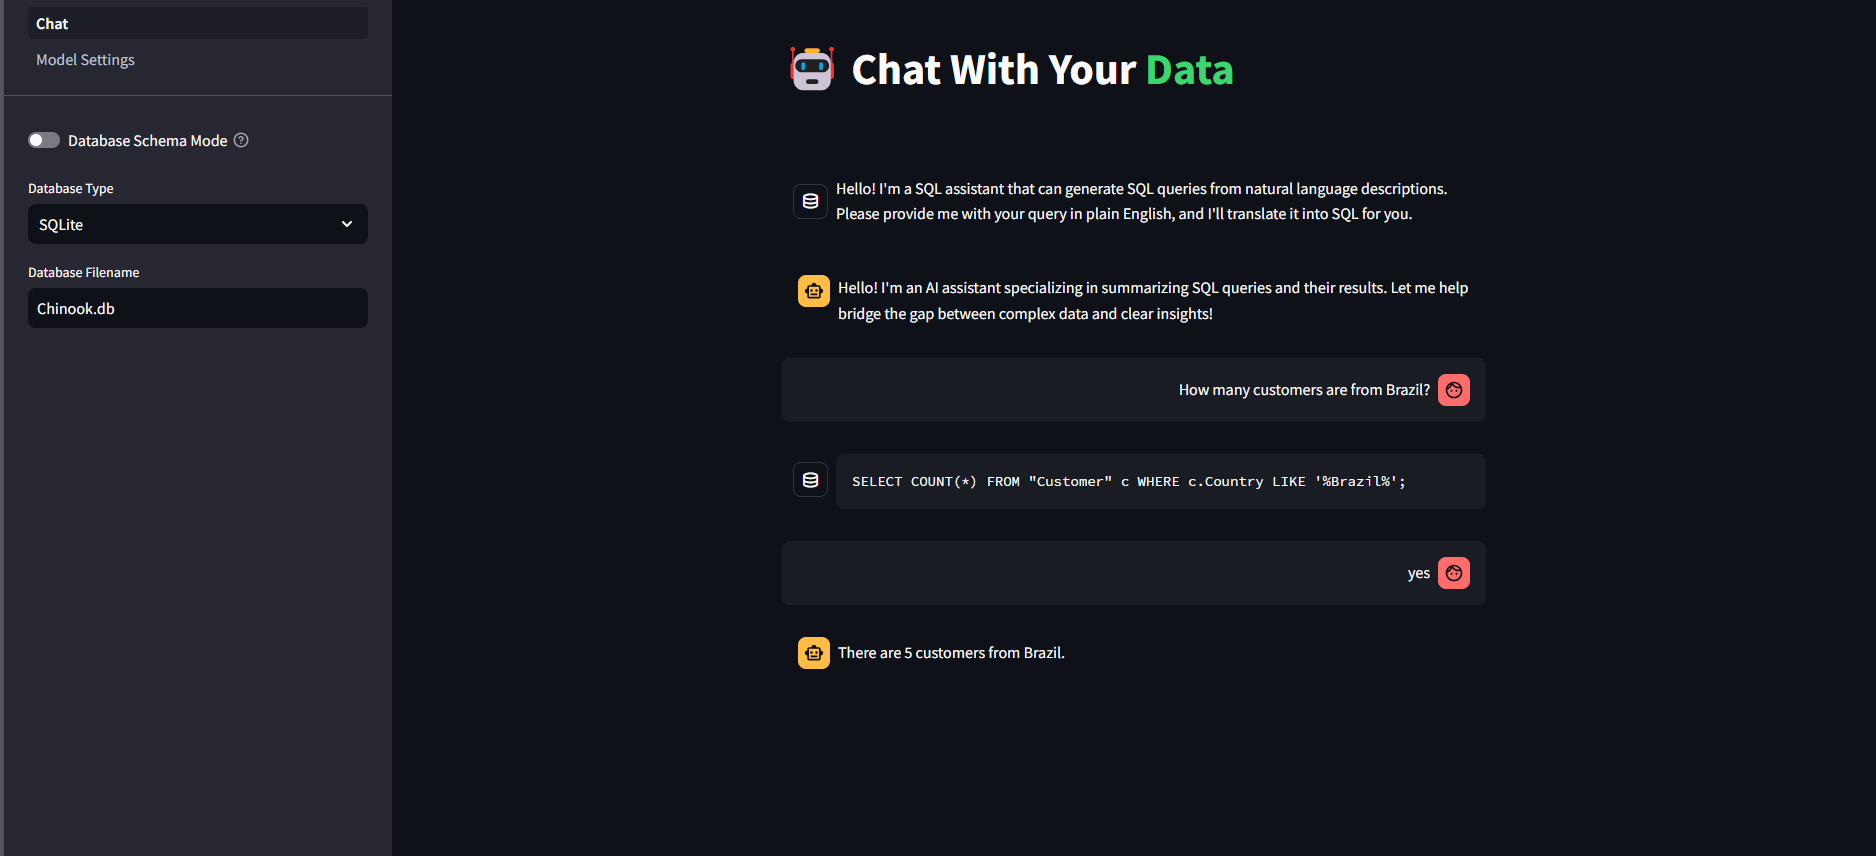 Chat
Model Settings
Database Schema Mode ?
Database Type
SQLite
Database Filename
Chinook.db
Chat With Your Data
Hello! I'm a SQL assistant that can generate SQL queries from natural language descriptions.
Please provide me with your query in plain English, and I'll translate it into SQL for you.
Hello! I'm an AI assistant specializing in summarizing SQL queries and their results. Let me help
bridge the gap between complex data and clear insights!
How many customers are from Brazil?
SELECT COUNT(*) FROM "Customer" c WHERE c.Country LIKE '%Brazil%';
yes
There are 5 customers from Brazil.